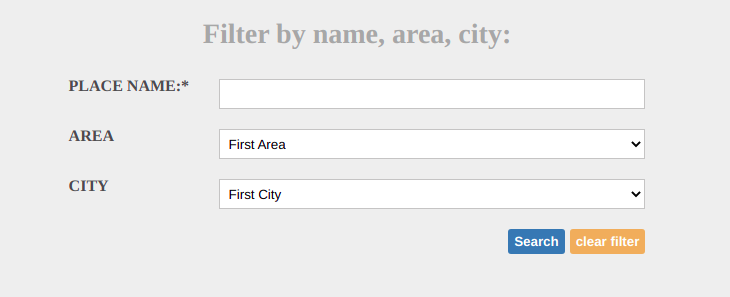 Filter by name, area, city:
PLACE NAME:*
AREA
First Area
CITY
First City
Search clear filter